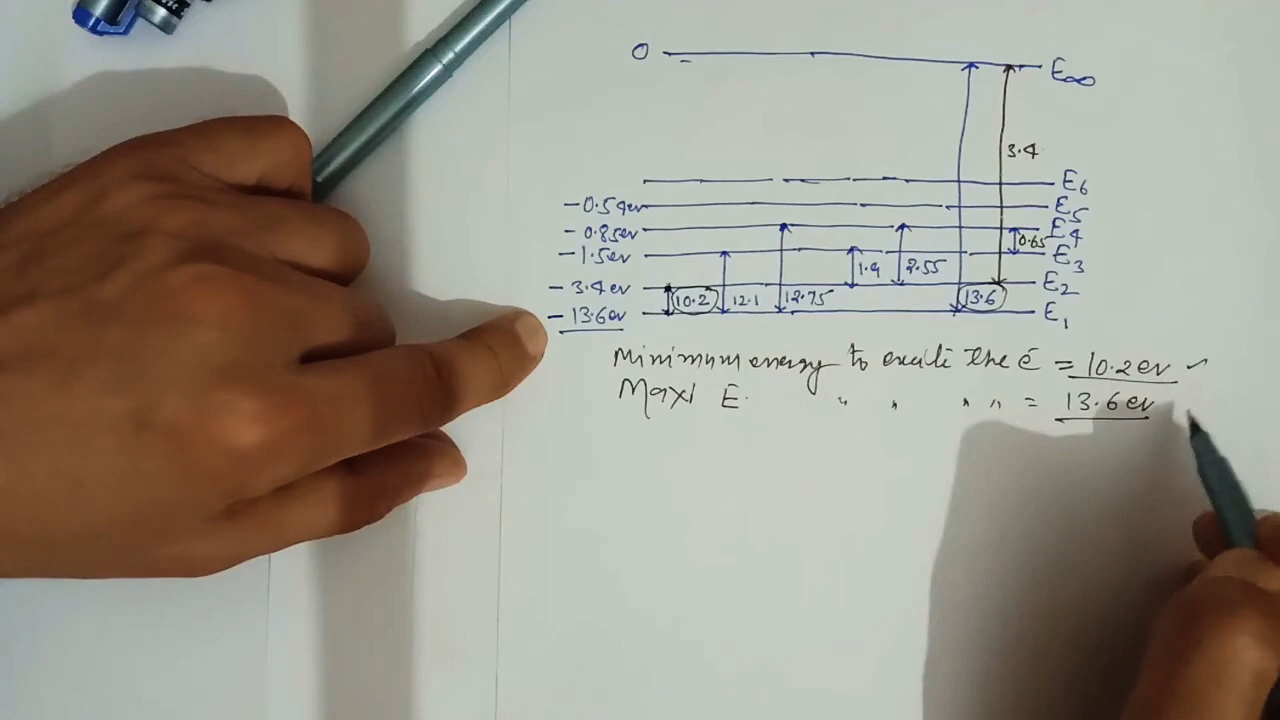 0 E∞
3.4
E6
-0.54ev E5
-0.85ev E4
0.65
-1.5ev 1.9 2.55 E3
-3.4ev E2
10.2 12.1 12.75 13.6
-13.6ev E1
Minimum energy to excite the e- = 10.2ev ✓
Max E. " " " " = 13.6ev